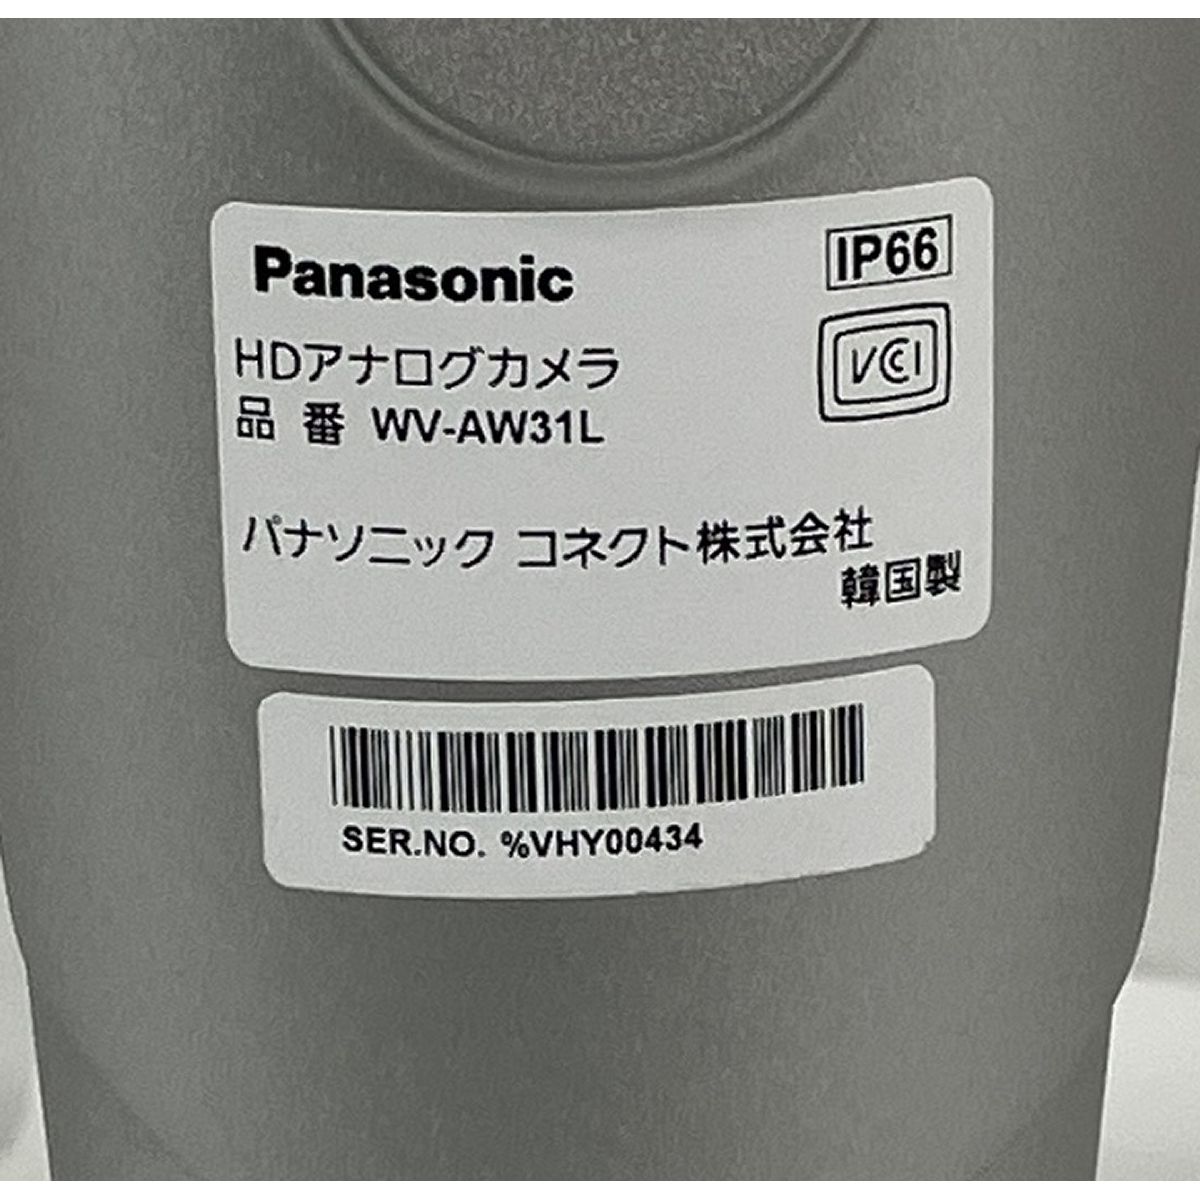 Panasonic
IP66
VCCI
HDアナログカメラ
品番 WV-AW31L
パナソニック コネクト株式会社
韓国製
SER.NO. %VHY00434